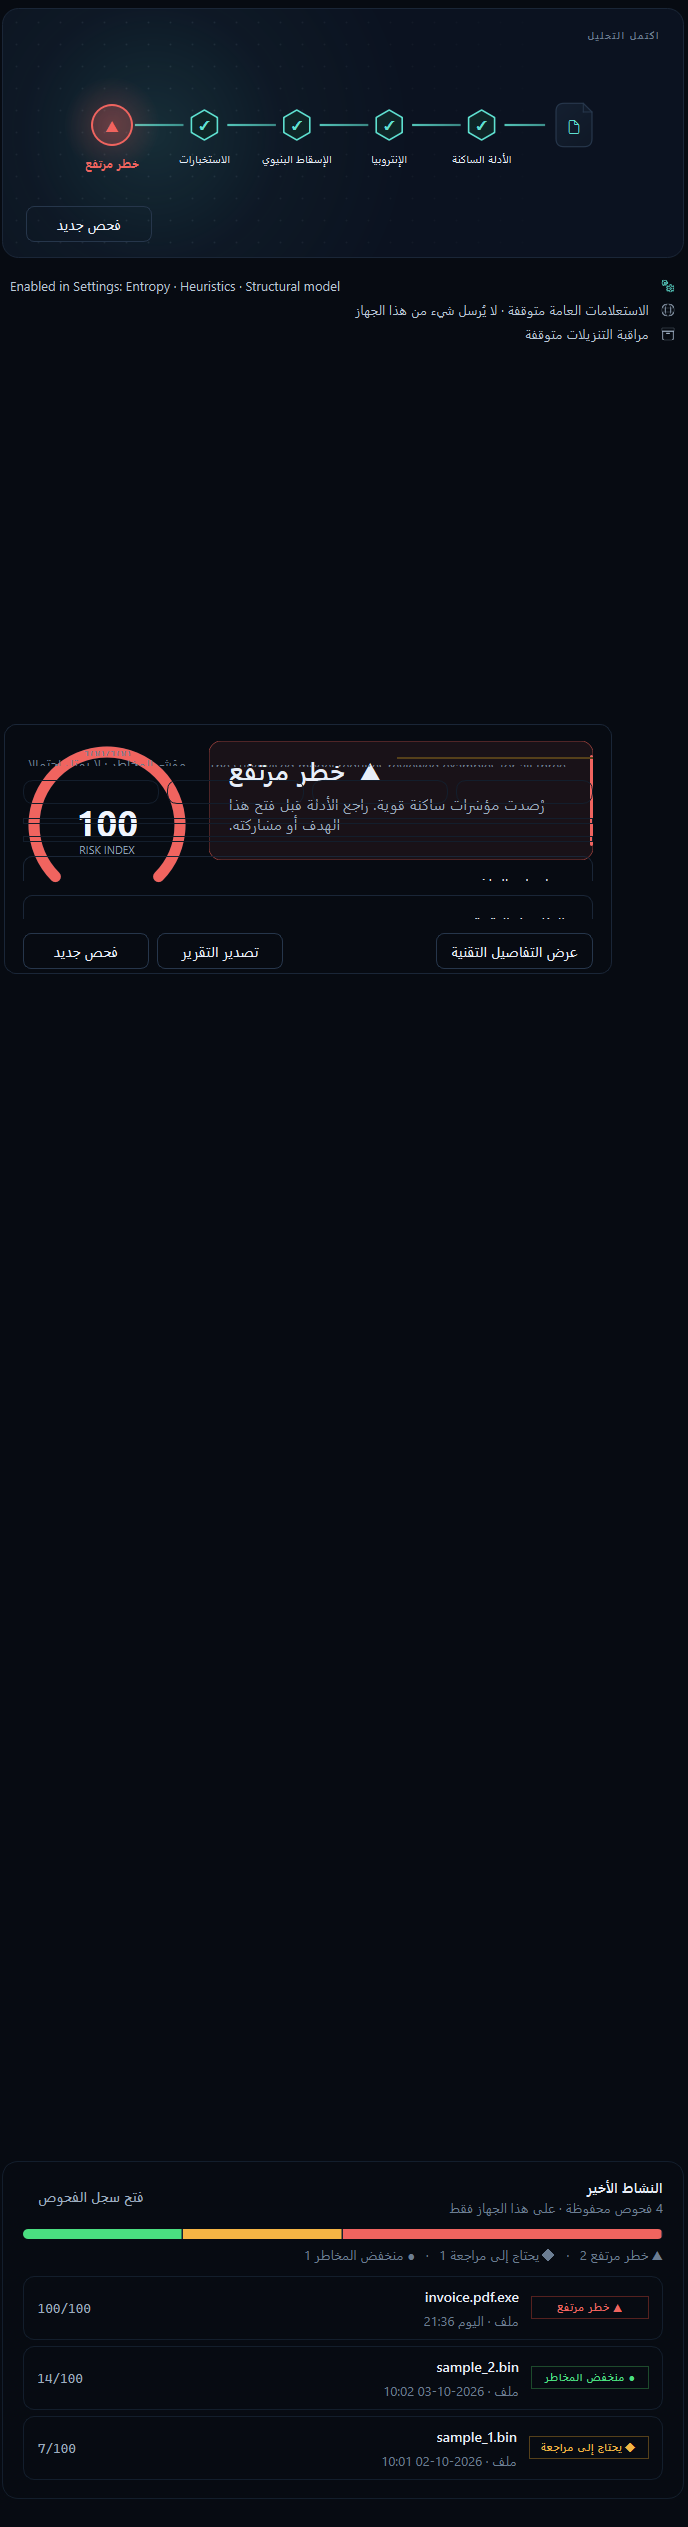 اكتمل التحليل
الأدلة الساكنة
الإنتروبيا
الإسقاط البنيوي
الاستخبارات
خطر مرتفع
فحص جديد
Enabled in Settings: Entropy · Heuristics · Structural model
الاستعلامات العامة متوقفة · لا يُرسل شيء من هذا الجهاز
مراقبة التنزيلات متوقفة
▲ خطر مرتفع
رُصدت مؤشرات ساكنة قوية. راجع الأدلة قبل فتح هذا
الهدف أو مشاركته.
100
RISK INDEX
عرض التفاصيل التقنية
تصدير التقرير
فحص جديد
النشاط الأخير
فتح سجل الفحوص
4 فحوص محفوظة · على هذا الجهاز فقط
▲ خطر مرتفع 2 · ◆ يحتاج إلى مراجعة 1 · ● منخفض المخاطر 1
▲ خطر مرتفع
invoice.pdf.exe
ملف · اليوم 21:36
100/100
● منخفض المخاطر
sample_2.bin
ملف · 2026-10-03 10:02
14/100
◆ يحتاج إلى مراجعة
sample_1.bin
ملف · 2026-10-02 10:01
7/100